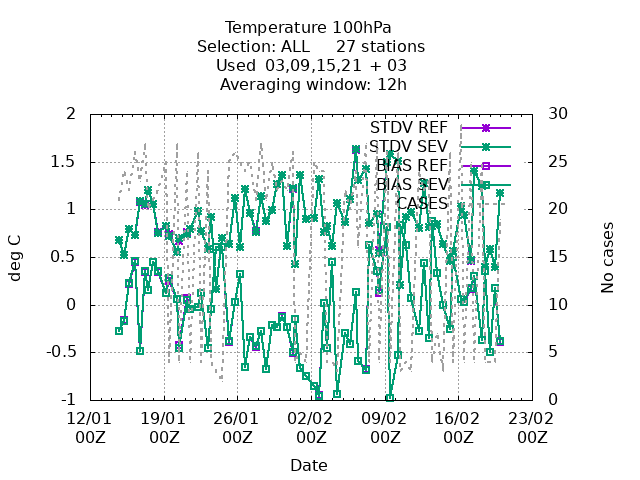 Temperature 100hPa
Selection: ALL 27 stations
Used 03,09,15,21 + 03
Averaging window: 12h
STDV REF
STDV SEV
BIAS REF
BIAS SEV
CASES
2
1.5
1
0.5
0
-0.5
-1
30
25
20
15
10
5
0
deg C
No cases
12/01 19/01 26/01 02/02 09/02 16/02 23/02
00Z 00Z 00Z 00Z 00Z 00Z 00Z
Date